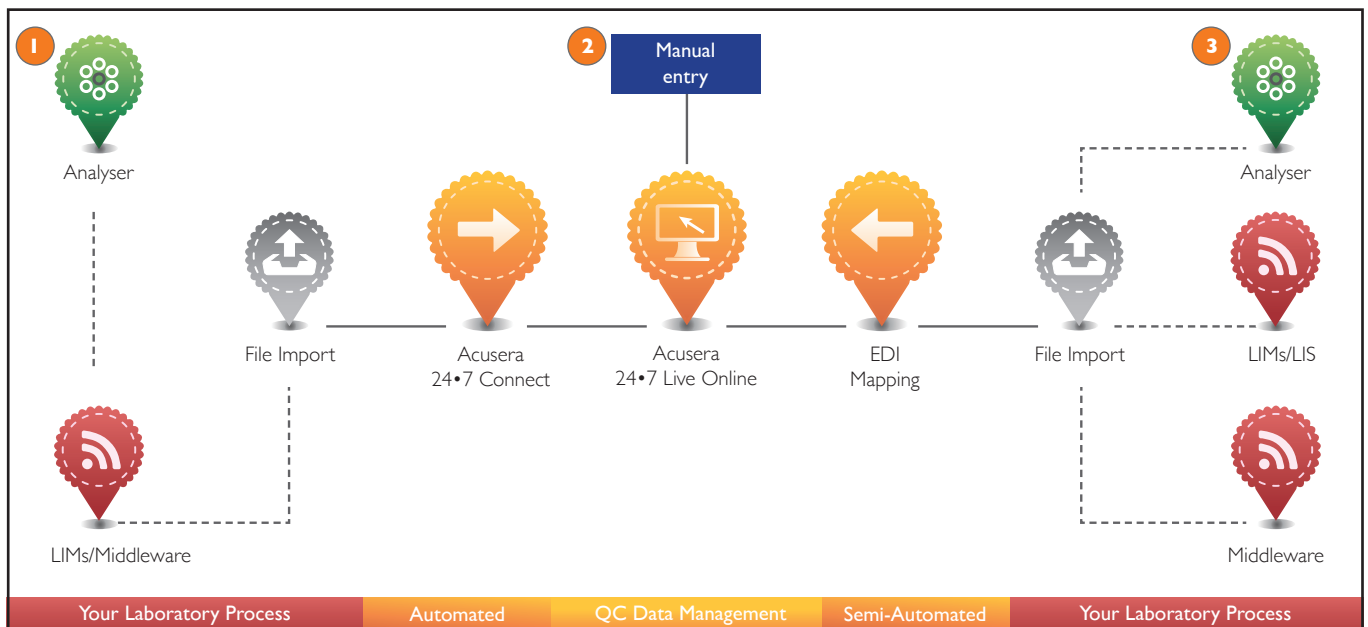 1
Analyser
LIMs/Middleware
File Import
Acusera
24•7 Connect
2
Manual
entry
Acusera
24•7 Live Online
EDI
Mapping
File Import
3
Analyser
LIMs/LIS
Middleware
Your Laboratory Process
Automated
QC Data Management
Semi-Automated
Your Laboratory Process